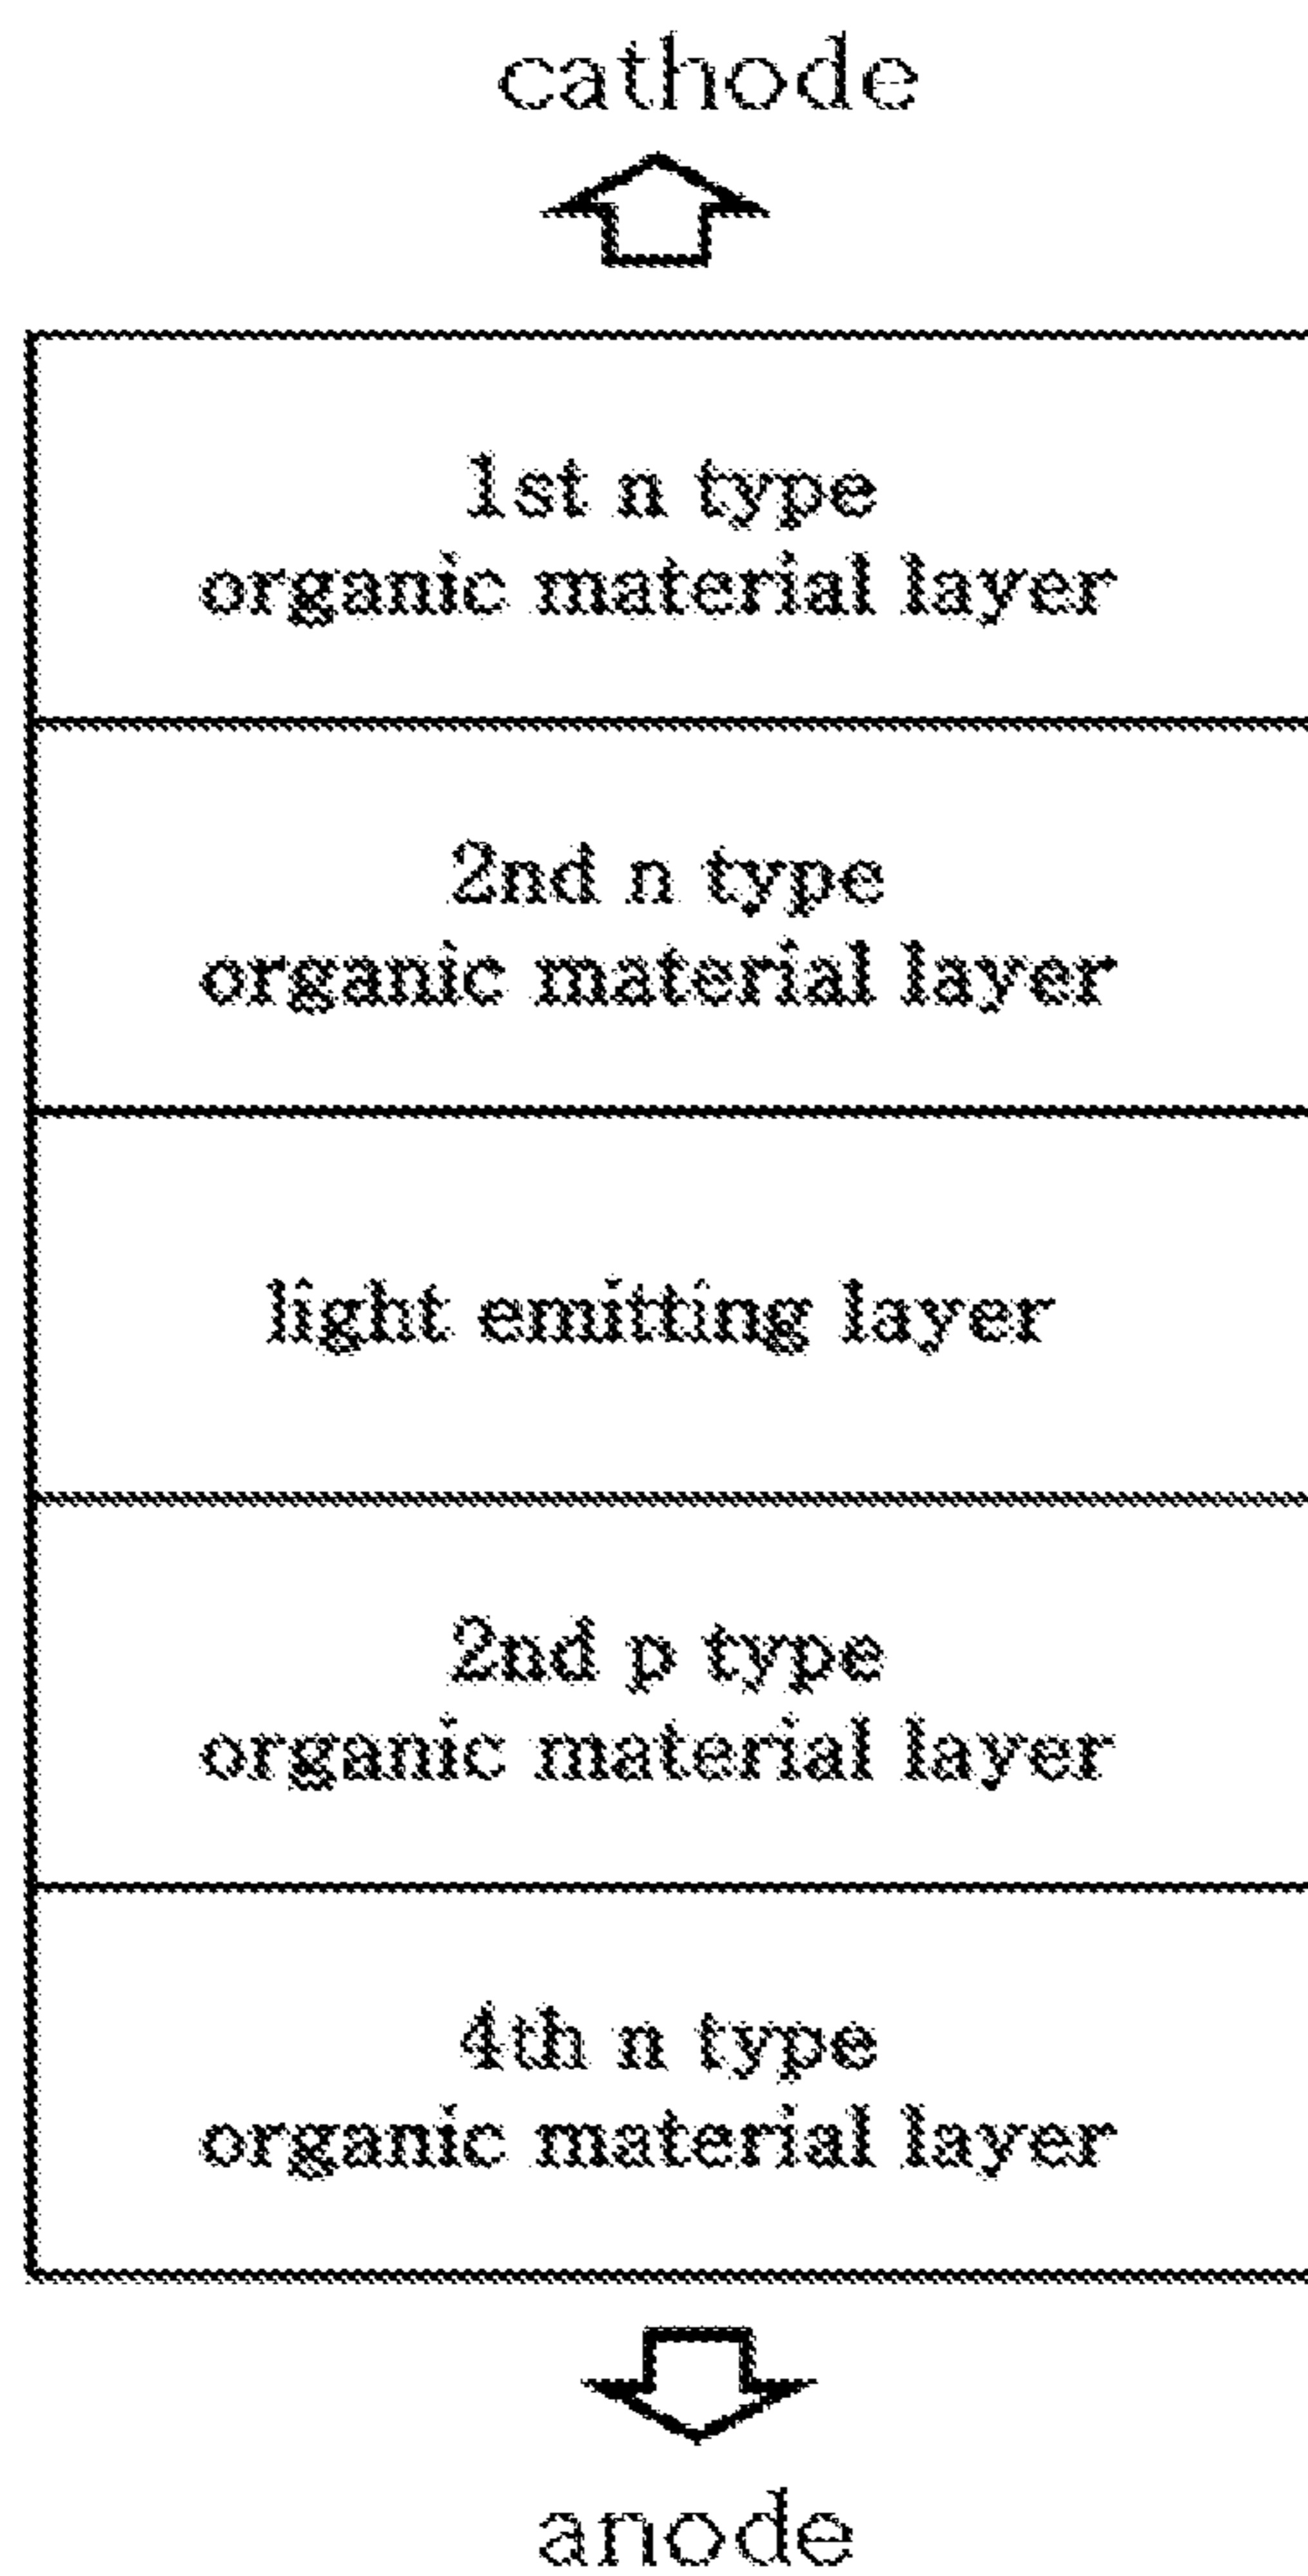 cathode
1st n type
organic material layer
2nd n type
organic material layer
light emitting layer
2nd p type
organic material layer
4th n type
organic material layer
anode